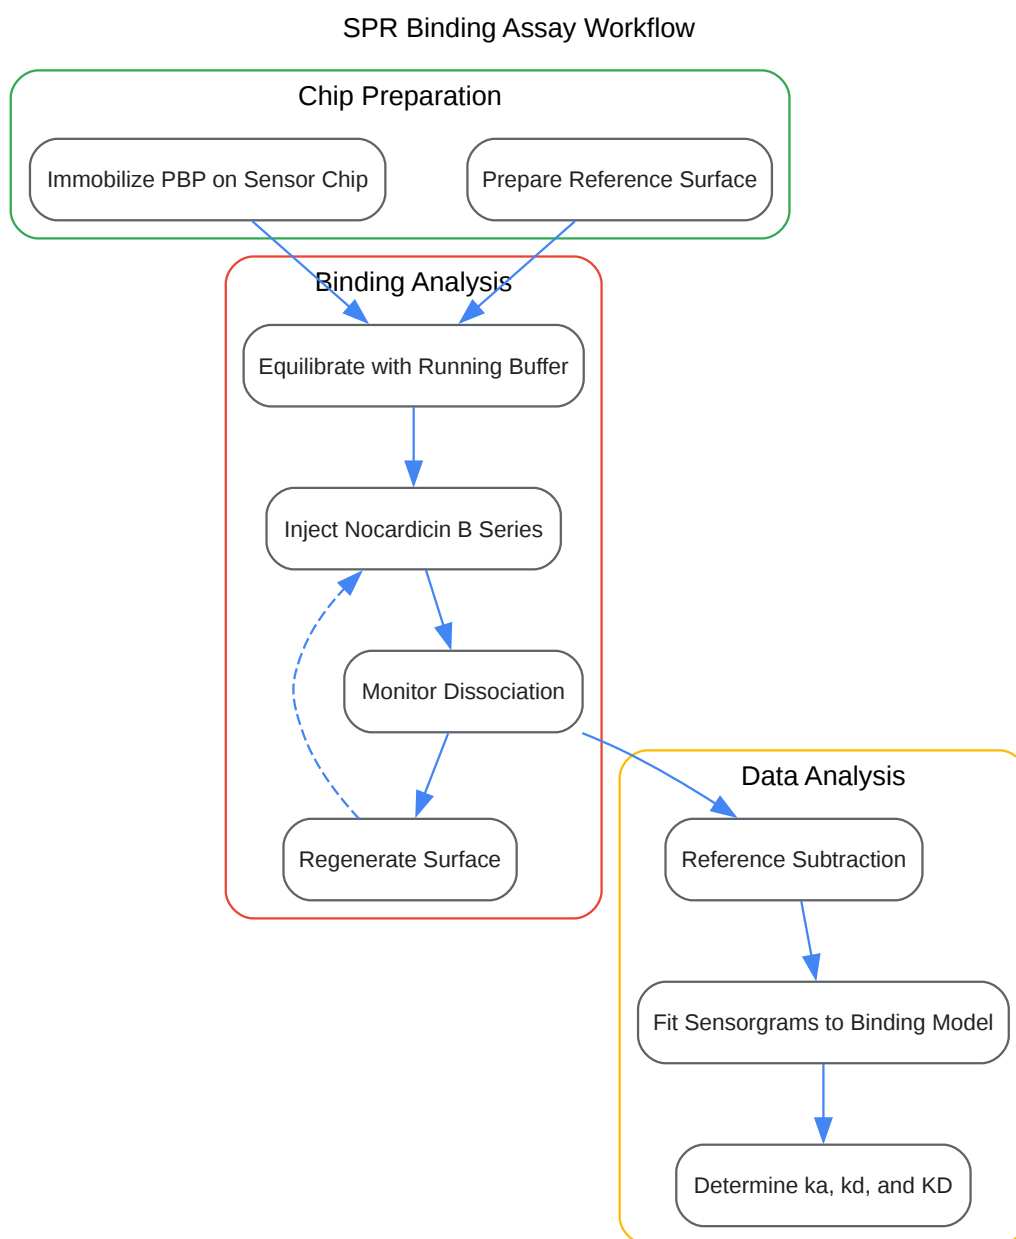 SPR Binding Assay Workflow
Chip Preparation
Immobilize PBP on Sensor Chip
Prepare Reference Surface
Binding Analysis
Equilibrate with Running Buffer
Inject Nocardicin B Series
Monitor Dissociation
Regenerate Surface
Data Analysis
Reference Subtraction
Fit Sensorgrams to Binding Model
Determine ka, kd, and KD